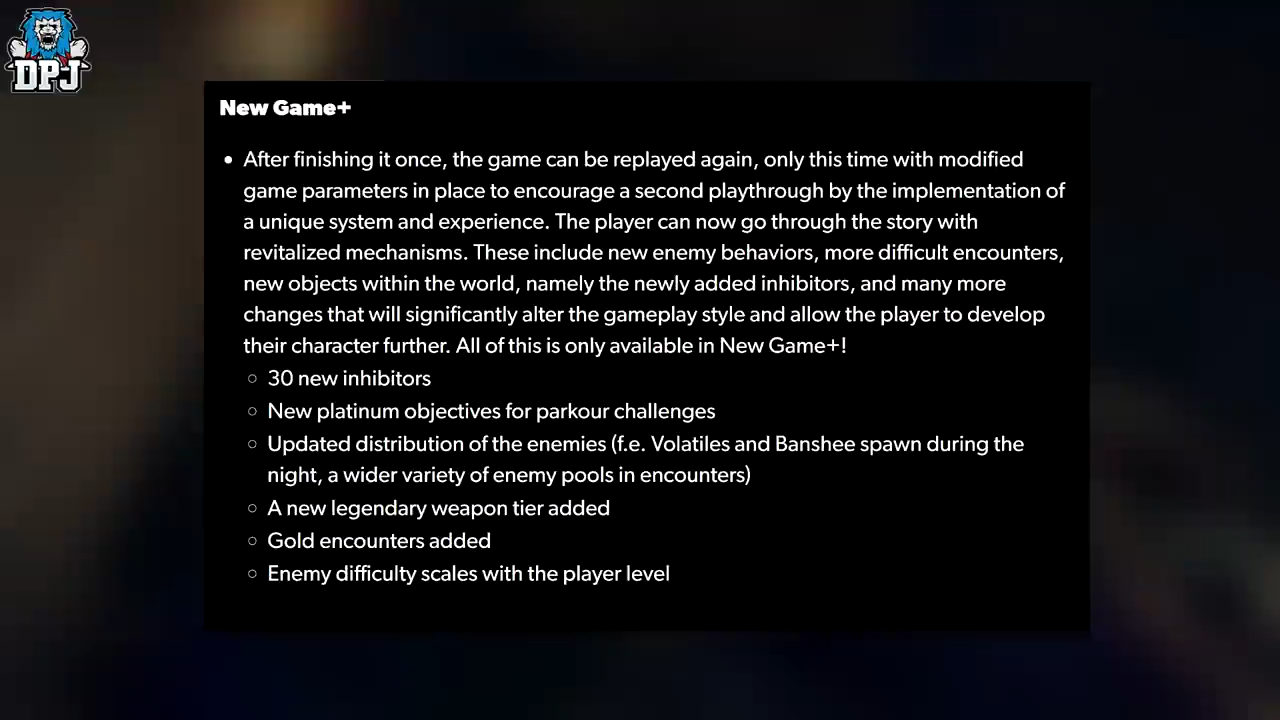 DPJ
New Game+
After finishing it once, the game can be replayed again, only this time with modified
game parameters in place to encourage a second playthrough by the implementation of
a unique system and experience. The player can now go through the story with
revitalized mechanisms. These include new enemy behaviors, more difficult encounters,
new objects within the world, namely the newly added inhibitors, and many more
changes that will significantly alter the gameplay style and allow the player to develop
their character further. All of this is only available in New Game+!
30 new inhibitors
New platinum objectives for parkour challenges
Updated distribution of the enemies (f.e. Volatiles and Banshee spawn during the
night, a wider variety of enemy pools in encounters)
A new legendary weapon tier added
Gold encounters added
Enemy difficulty scales with the player level